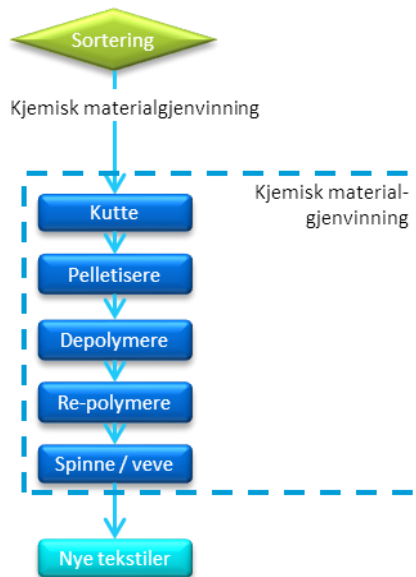 Sortering
Kjemisk materialgjenvinning
Kjemisk material-
gjenvinning
Kutte
Pelletisere
Depolymere
Re-polymere
Spinne / veve
Nye tekstiler